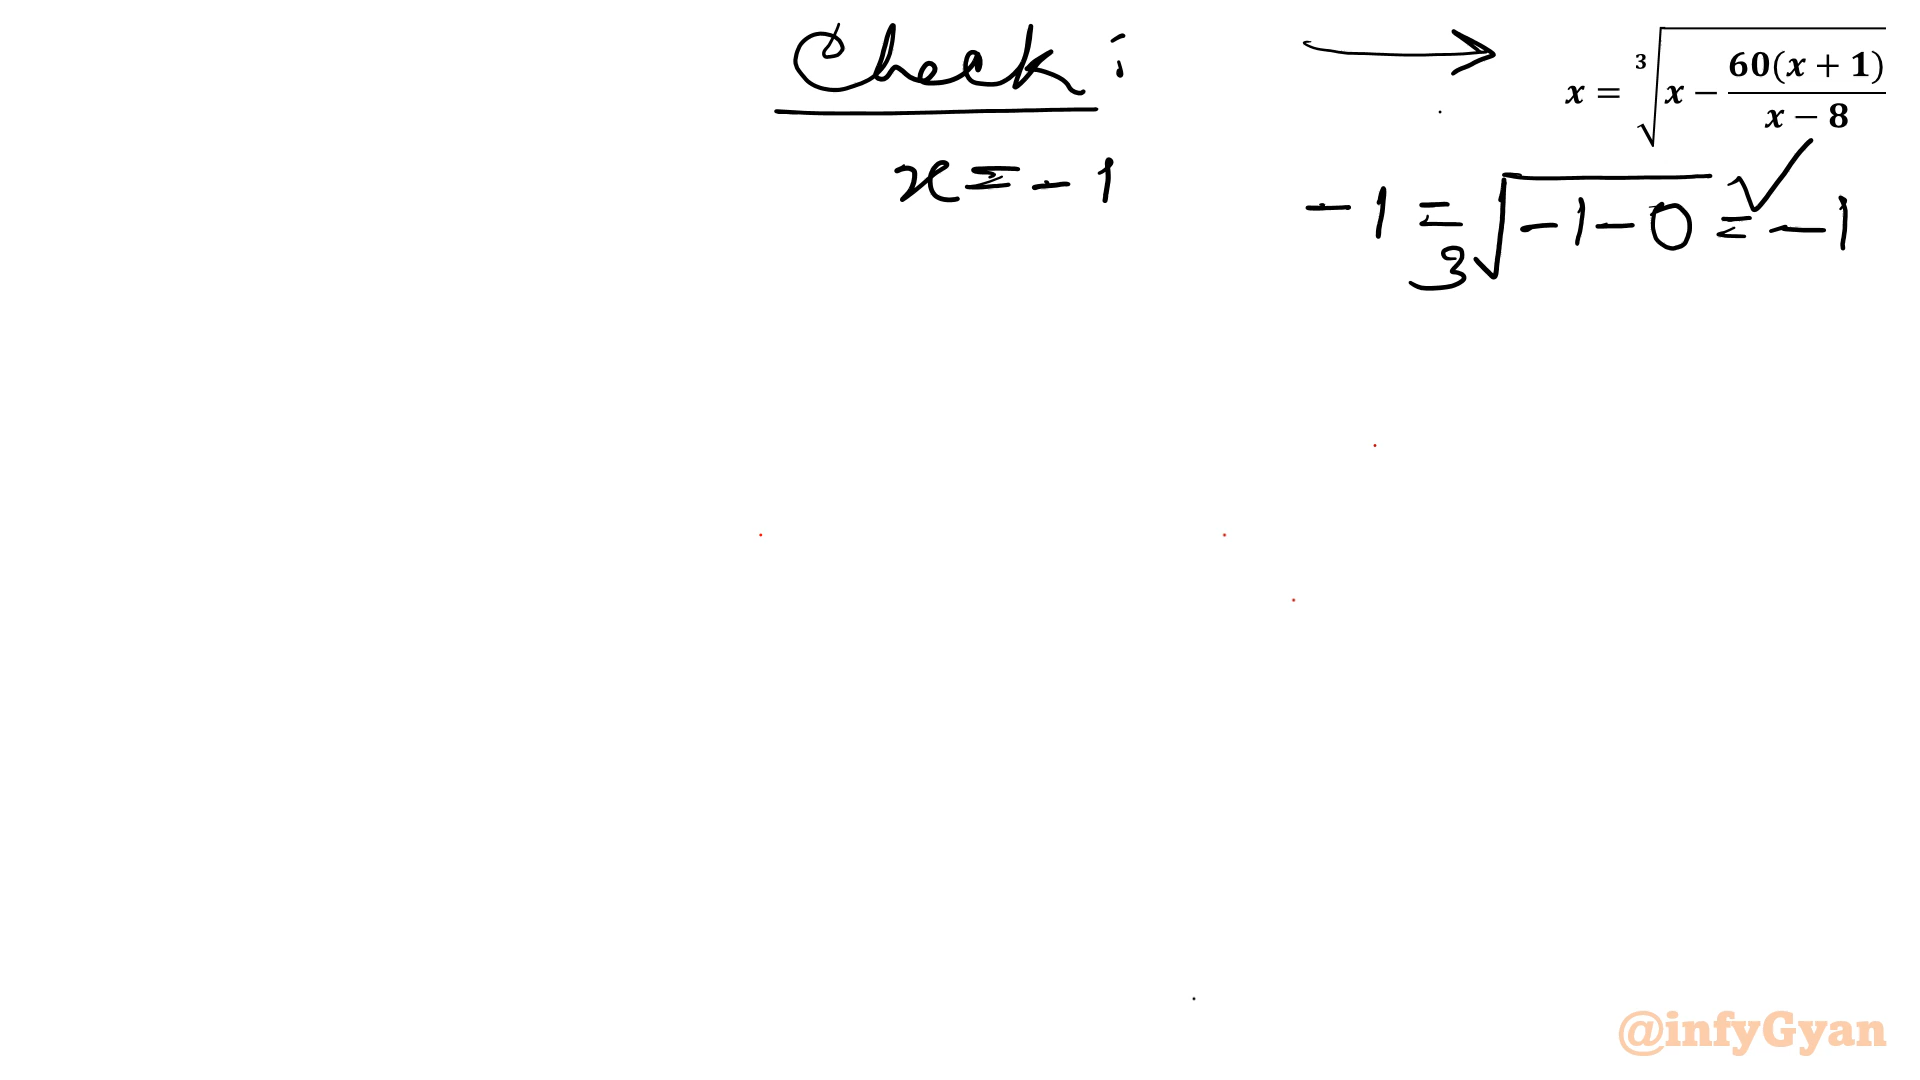 Check :
x = ∛(x − 60(x + 1)/(x − 8))
x = - 1
- 1 = ∛(-1-0) = - 1 ✓
@infyGyan